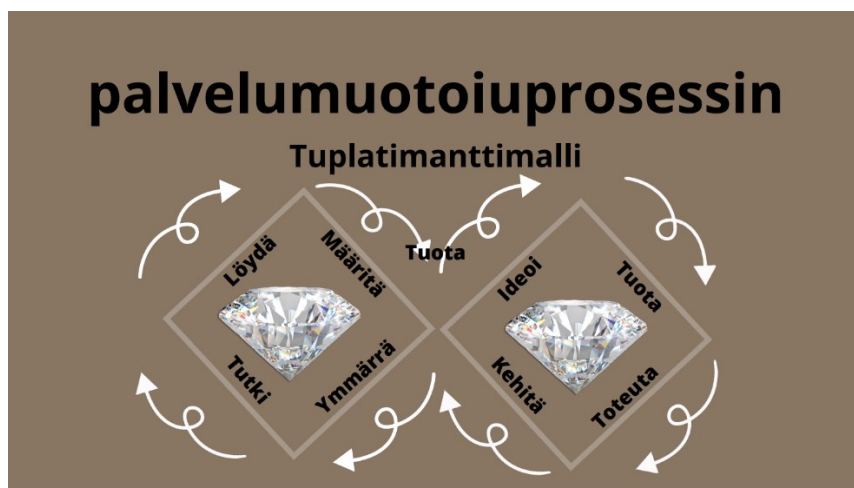 palvelumuotoiuprosessin
Tuplatimanttimalli
Löydä
Määritä
Tuota
Ideoi
Tuota
Tutki
Ymmärrä
Kehitä
Toteuta